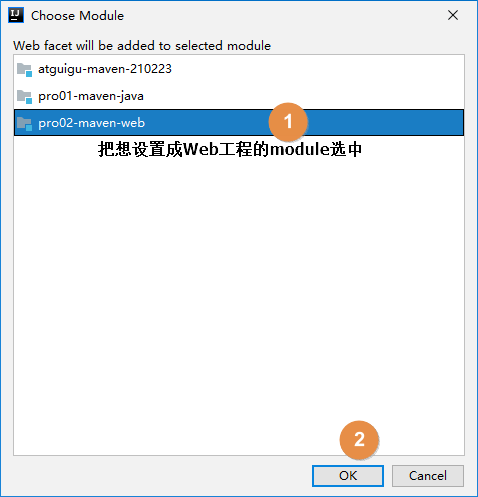 Choose Module
Web facet will be added to selected module
atguigu-maven-210223
pro01-maven-java
pro02-maven-web
1
把想设置成Web工程的module选中
2
OK
Cancel